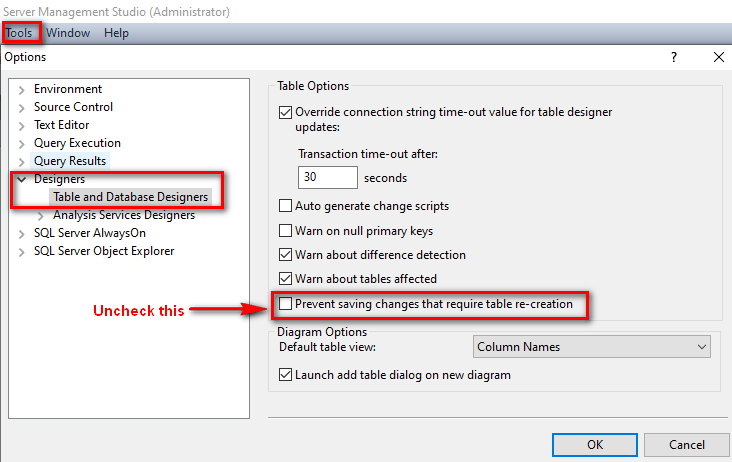 Server Management Studio (Administrator)
Tools Window Help
Options
?
Environment
Source Control
Text Editor
Query Execution
Query Results
Designers
Table and Database Designers
Analysis Services Designers
SQL Server AlwaysOn
SQL Server Object Explorer
Table Options
Override connection string time-out value for table designer
updates:
Transaction time-out after:
30 seconds
Auto generate change scripts
Warn on null primary keys
Warn about difference detection
Warn about tables affected
Uncheck this
Prevent saving changes that require table re-creation
Diagram Options
Default table view: Column Names
Launch add table dialog on new diagram
OK Cancel